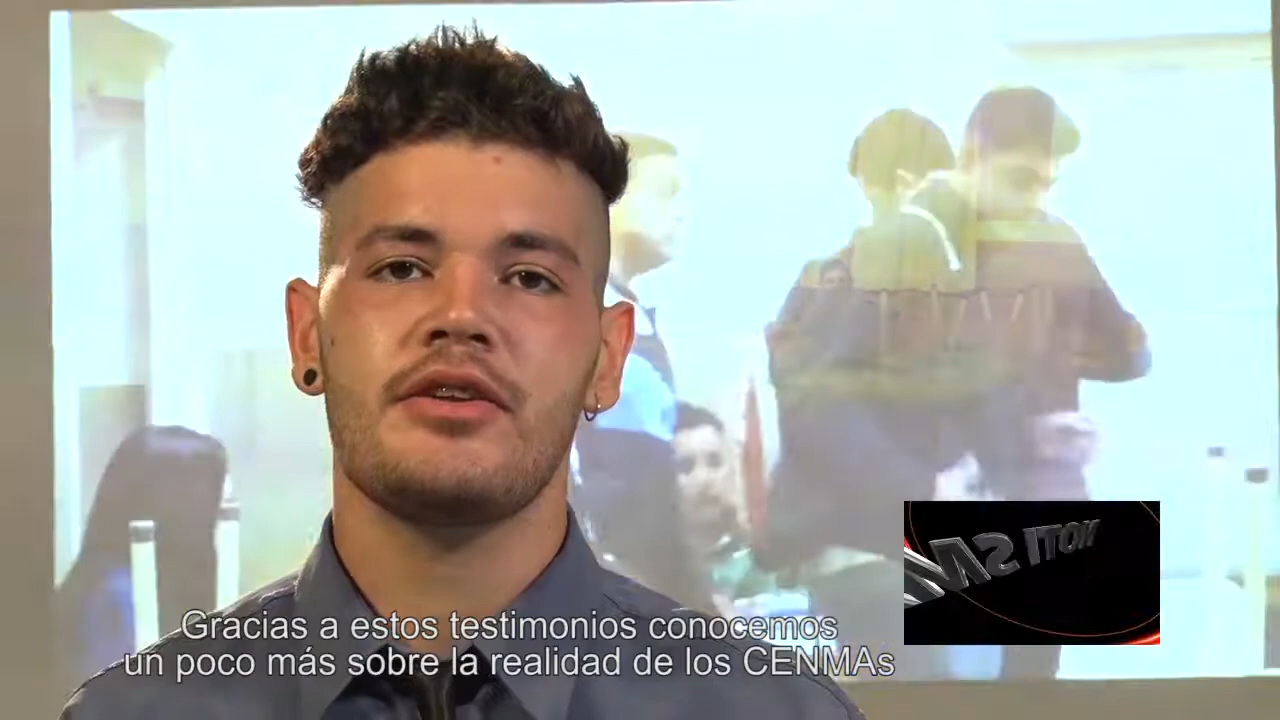 Gracias a estos testimonios conocemos
un poco más sobre la realidad de los CENMAs